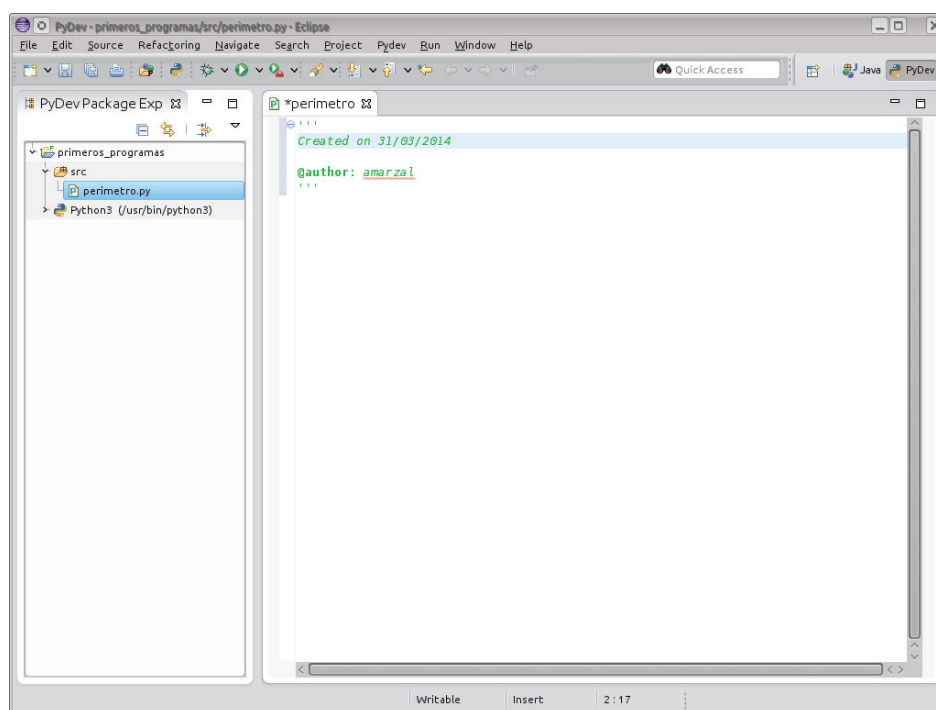 PyDev - primeros_programas/src/perimetro.py - Eclipse
File Edit Source Refactoring Navigate Search Project Pydev Run Window Help
Quick Access Java PyDev
PyDev Package Exp *perimetro
'''
Created on 31/03/2014
primeros_programas
src
@author: amarzal
perimetro.py
'''
Python3 (/usr/bin/python3)
Writable Insert 2 : 17